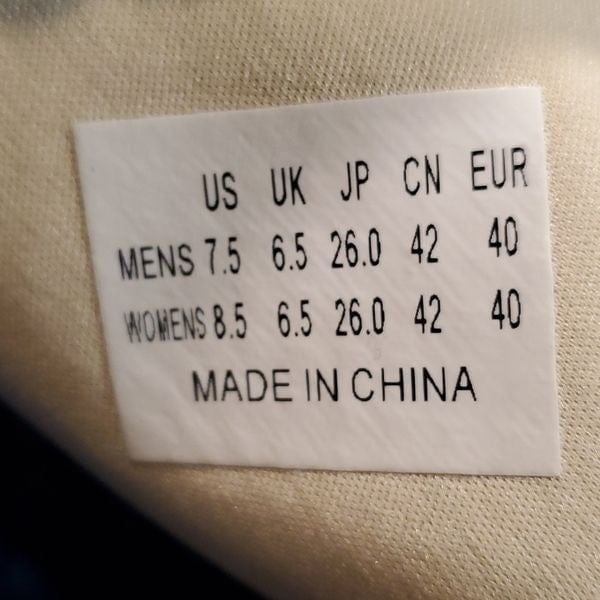 US UK JP CN EUR
MENS 7.5 6.5 26.0 42 40
WOMENS 8.5 6.5 26.0 42 40
MADE IN CHINA